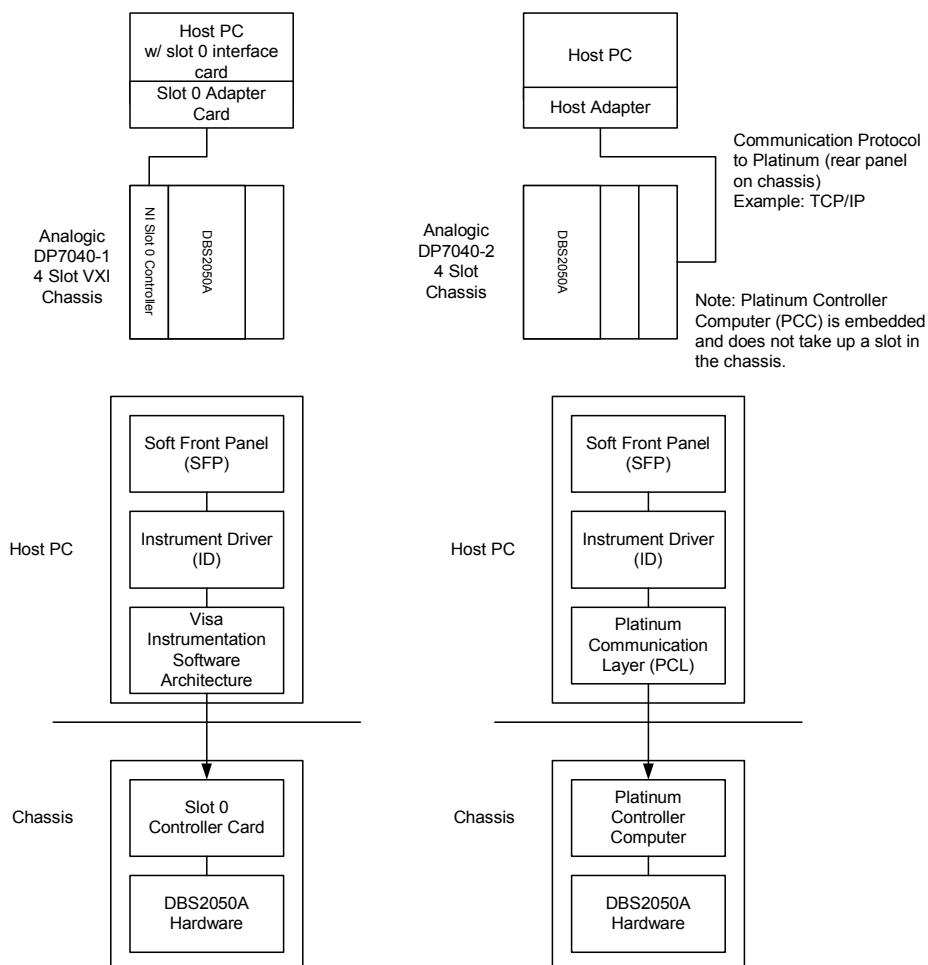 Host PC
w/ slot 0 interface
card
Slot 0 Adapter
Card
Host PC
Host Adapter
Communication Protocol
to Platinum (rear panel
on chassis)
Example: TCP/IP
Analogic
DP7040-1
4 Slot VXI
Chassis
NI Slot 0 Controller
DBS2050A
Analogic
DP7040-2
4 Slot
Chassis
DBS2050A
Note: Platinum Controller
Computer (PCC) is embedded
and does not take up a slot in
the chassis.
Host PC
Soft Front Panel
(SFP)
Instrument Driver
(ID)
Visa
Instrumentation
Software
Architecture
Host PC
Soft Front Panel
(SFP)
Instrument Driver
(ID)
Platinum
Communication
Layer (PCL)
Chassis
Slot 0
Controller Card
DBS2050A
Hardware
Chassis
Platinum
Controller
Computer
DBS2050A
Hardware